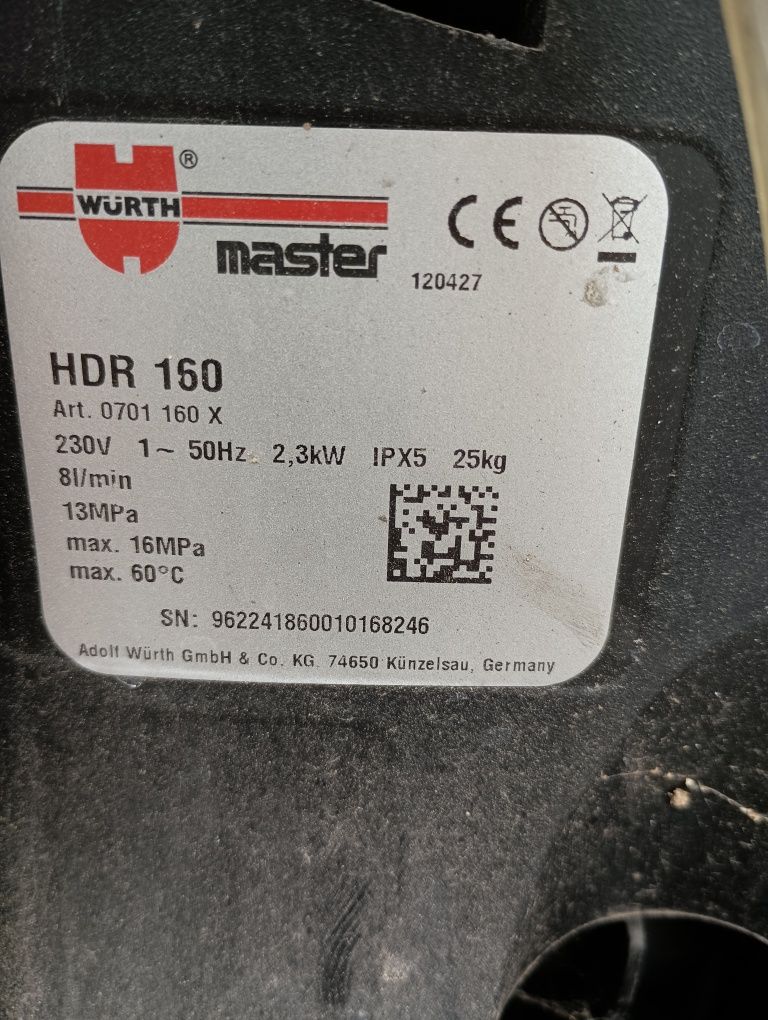 WÜRTH ®
master
CE
120427
HDR 160
Art. 0701 160 X
230V 1~ 50Hz 2,3kW IPX5 25kg
8l/min
13MPa
max. 16MPa
max. 60°C
SN: 962241860010168246
Adolf Würth GmbH & Co. KG. 74650 Künzelsau, Germany